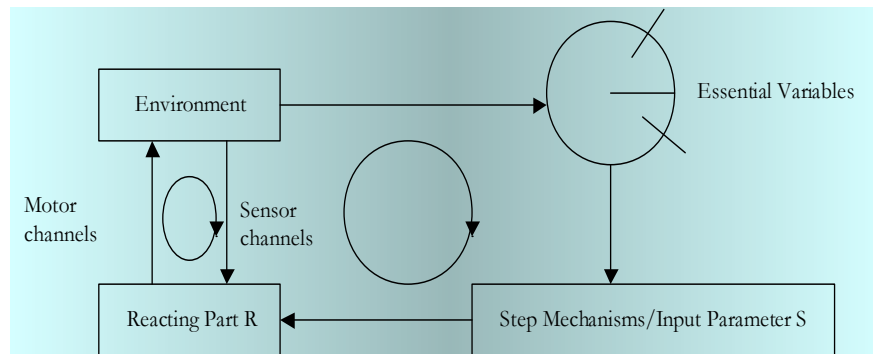 Environment
Essential Variables
Motor
channels
Sensor
channels
Reacting Part R
Step Mechanisms/Input Parameter S